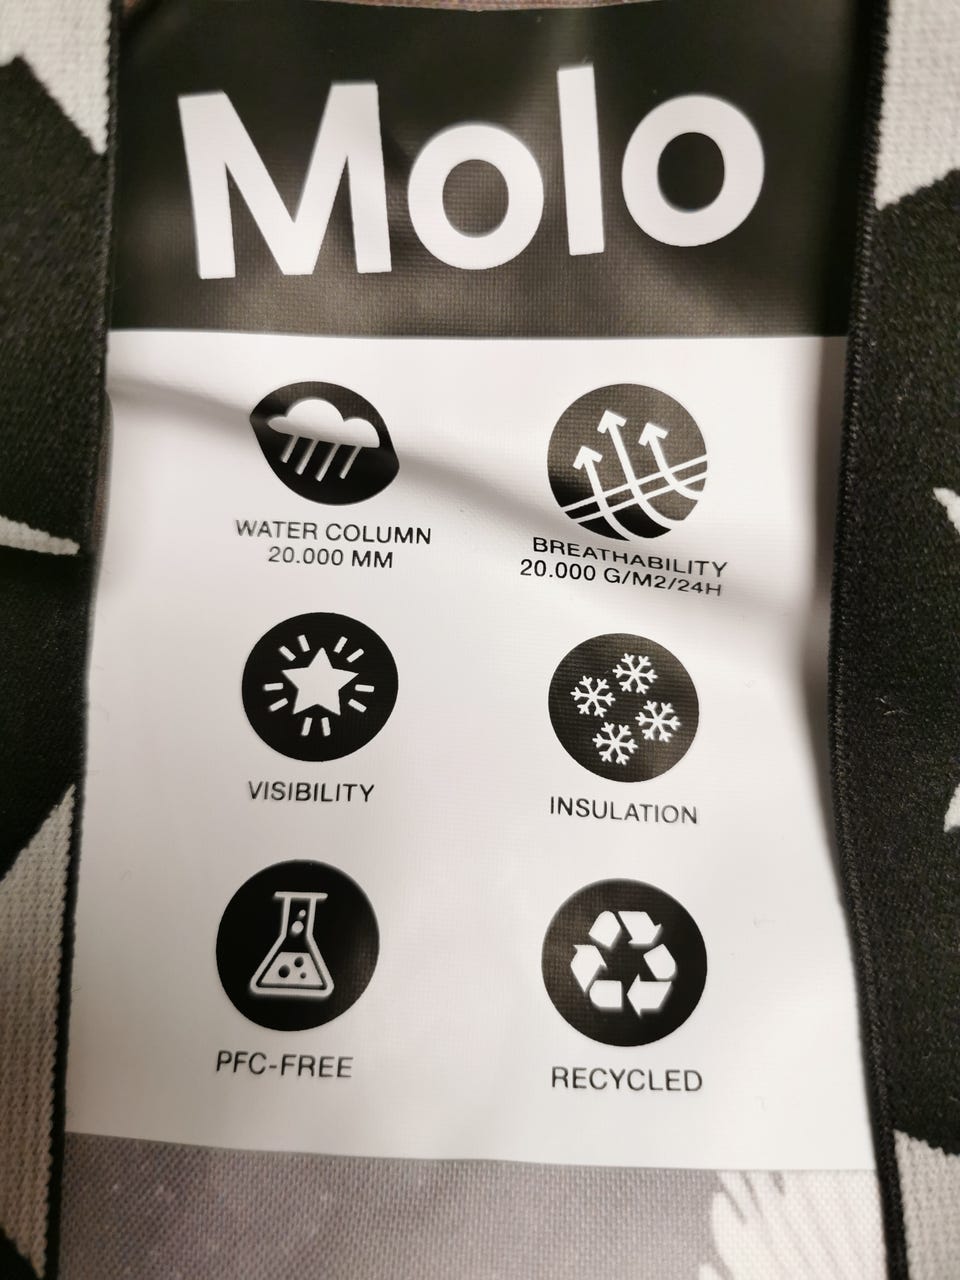 Molo
WATER COLUMN
20.000 MM
BREATHABILITY
20.000 G/M2/24H
VISIBILITY
INSULATION
PFC-FREE
RECYCLED